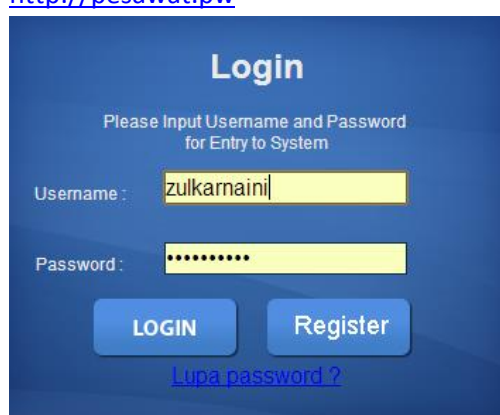 http://pesawat.pw
Login
Please Input Username and Password
for Entry to System
Username :
zulkarnaini
Password :
••••••••••
LOGIN
Register
Lupa password ?